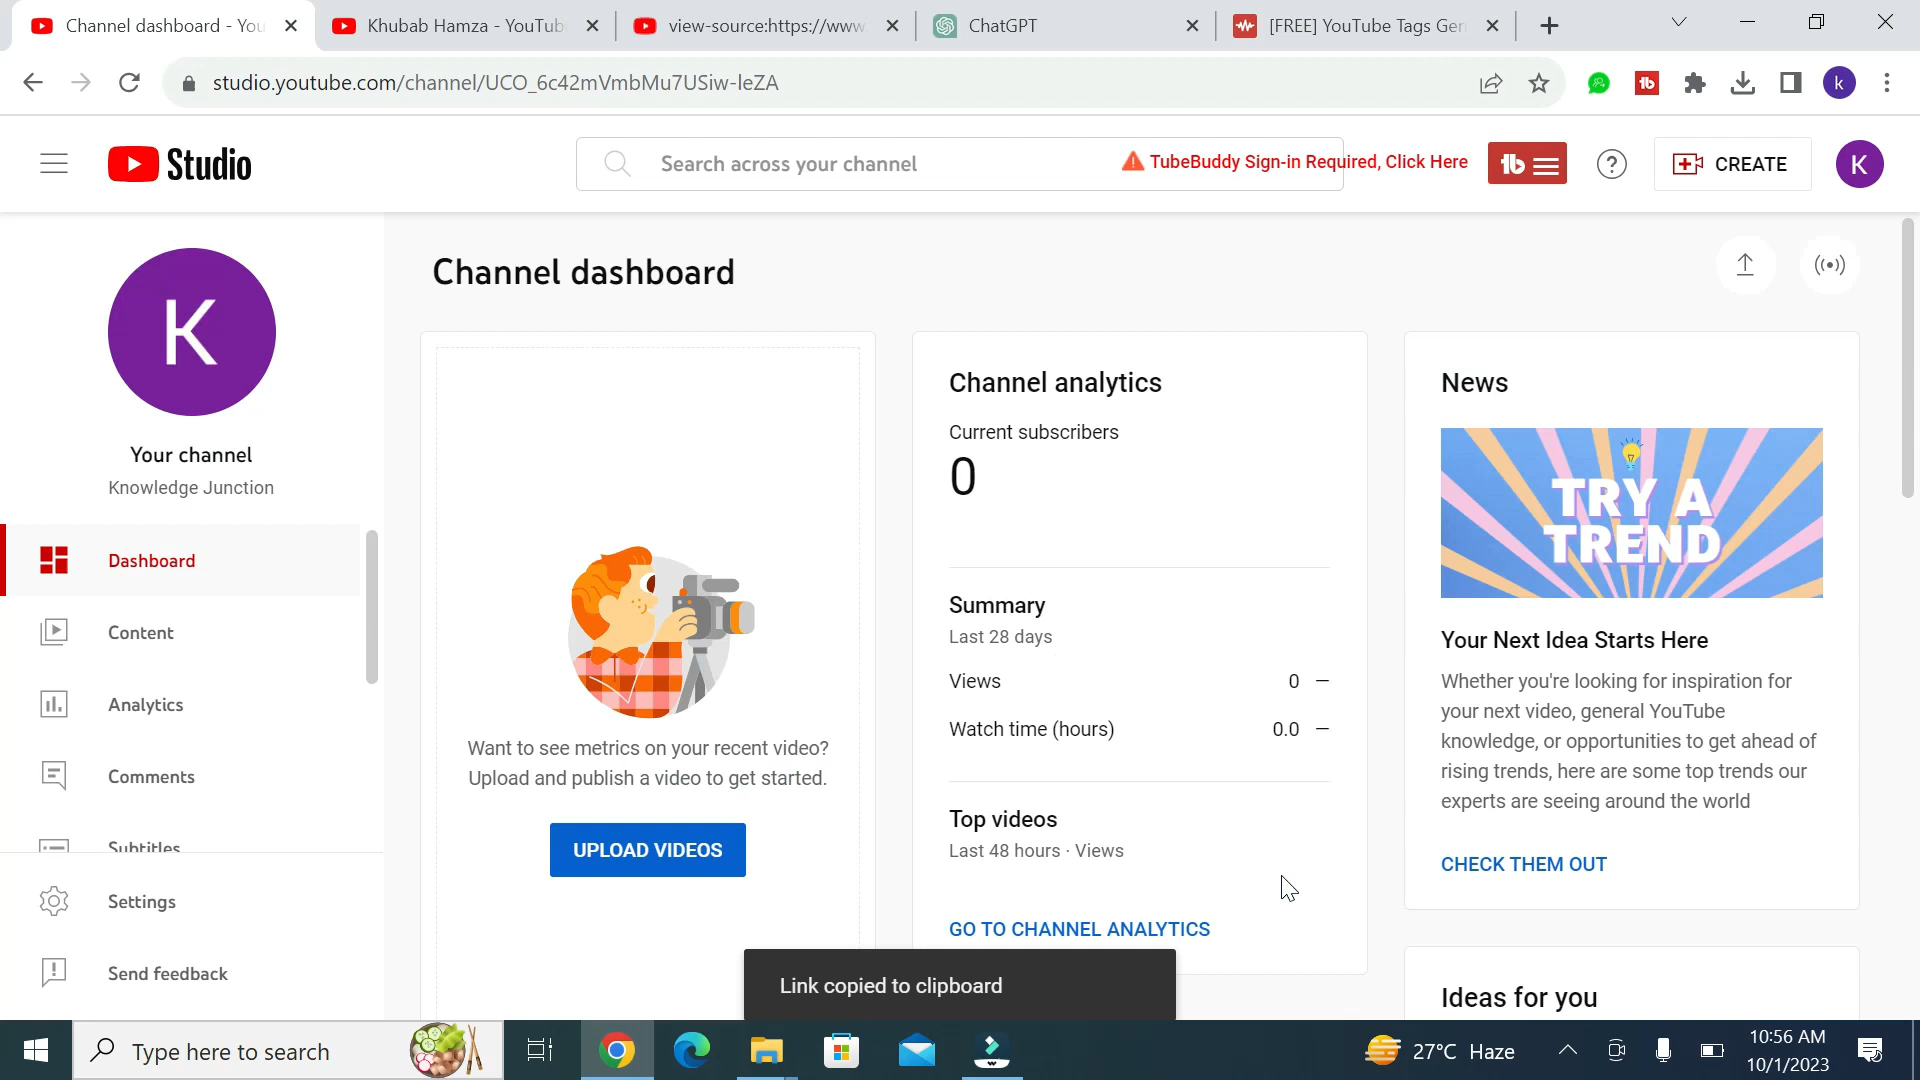 Channel dashboard - You
Khubab Hamza - YouTub
view-source:https://www
ChatGPT
[FREE] YouTube Tags Gen
studio.youtube.com/channel/UCO_6c42mVmbMu7USiw-leZA
tb
k
Studio
Search across your channel
TubeBuddy Sign-in Required, Click Here
tb
CREATE
K
K
Your channel
Knowledge Junction
Dashboard
Content
Analytics
Comments
Subtitles
Settings
Send feedback
Channel dashboard
Want to see metrics on your recent video?
Upload and publish a video to get started.
UPLOAD VIDEOS
Channel analytics
Current subscribers
0
Summary
Last 28 days
Views 0 —
Watch time (hours) 0.0 —
Top videos
Last 48 hours · Views
GO TO CHANNEL ANALYTICS
News
TRY A
TREND
Your Next Idea Starts Here
Whether you're looking for inspiration for
your next video, general YouTube
knowledge, or opportunities to get ahead of
rising trends, here are some top trends our
experts are seeing around the world
CHECK THEM OUT
Ideas for you
Link copied to clipboard
Type here to search
27°C Haze
10:56 AM
10/1/2023